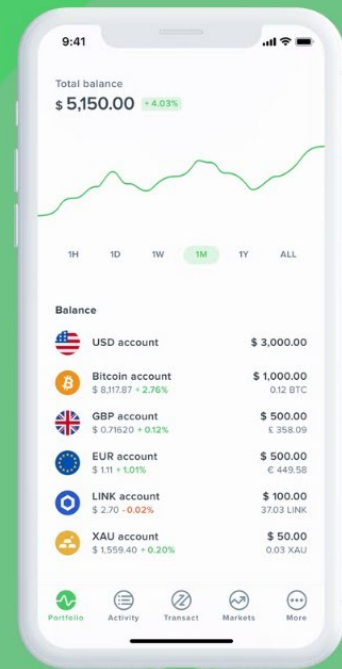 9:41
Total balance
$ 5,150.00 + 4.03%
1H 1D 1W 1M 1Y ALL
Balance
USD account $ 3,000.00
Bitcoin account $ 1,000.00
$ 8,117.87 + 2.76% 0.12 BTC
GBP account $ 500.00
$ 0.71620 + 0.12% £ 358.09
EUR account $ 500.00
$ 1.11 + 1.01% € 449.58
LINK account $ 100.00
$ 2.70 - 0.02% 37.03 LINK
XAU account $ 50.00
$ 1,559.40 + 0.20% 0.03 XAU
Portfolio Activity Transact Markets More